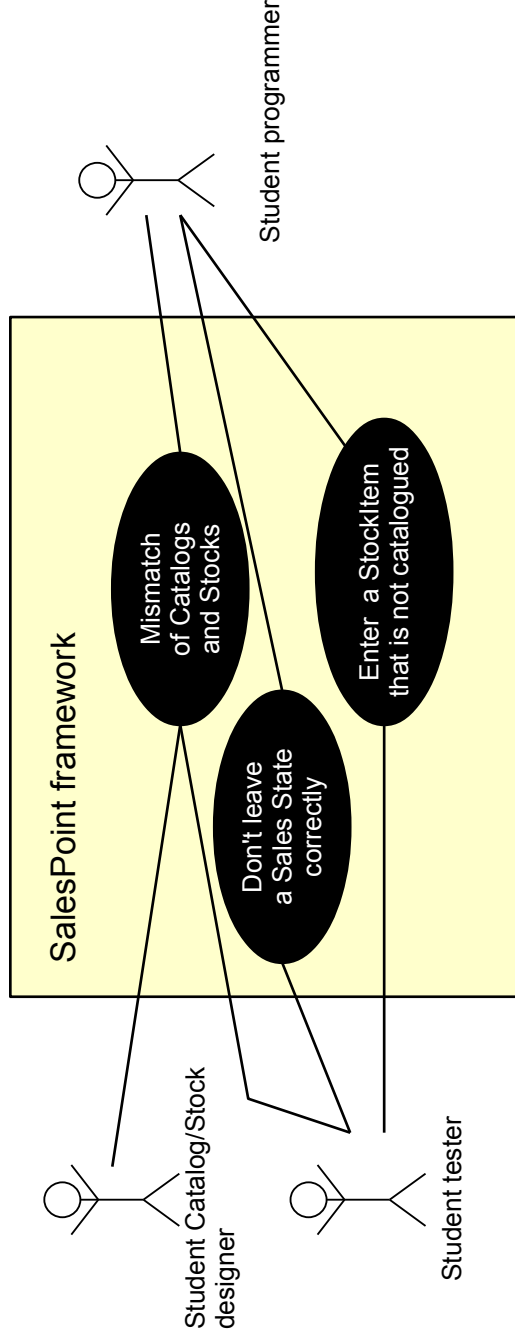 SalesPoint framework
Mismatch
of Catalogs
and Stocks
Don't leave
a Sales State
correctly
Enter a StockItem
that is not catalogued
Student Catalog/Stock
designer
Student tester
Student programmer